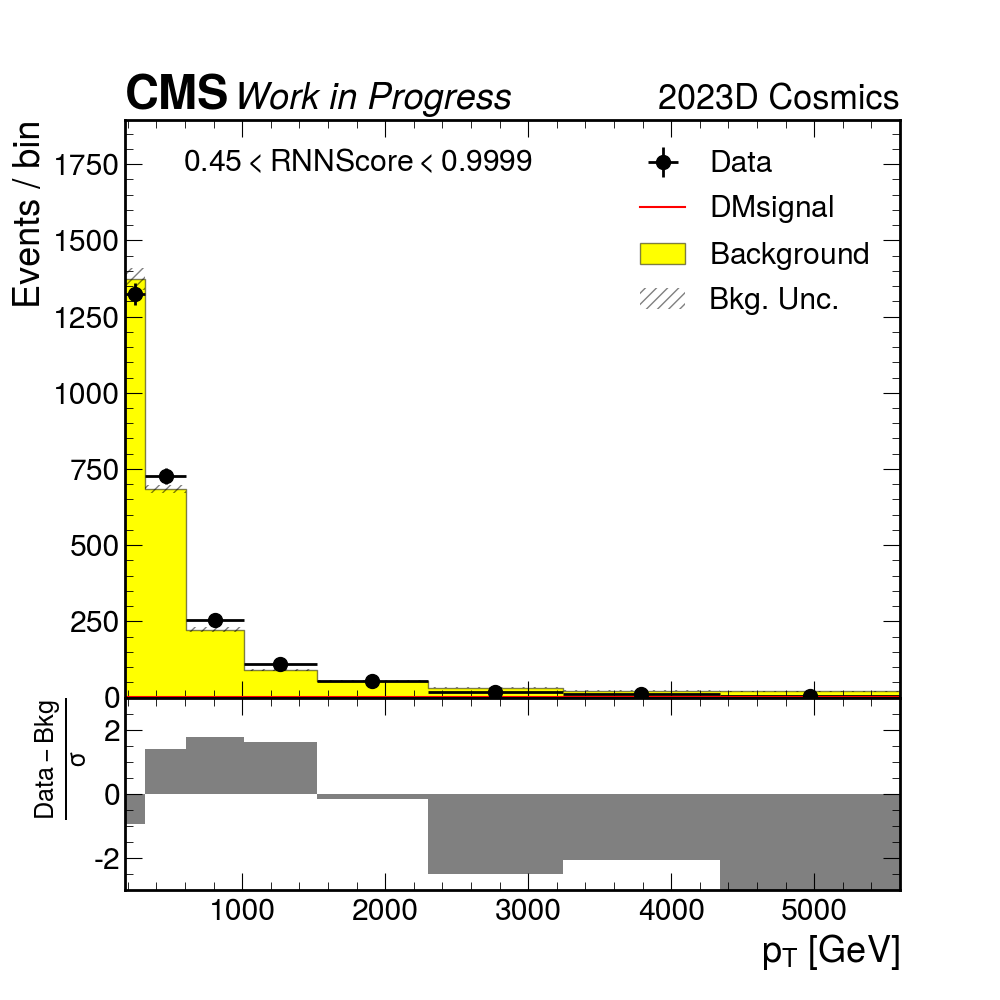 CMS Work in Progress 2023D Cosmics
Events / bin
0.45 < RNNScore < 0.9999
Data
DMsignal
Background
Bkg. Unc.
1750
1500
1250
1000
750
500
250
0
Data − Bkg
σ
2
0
-2
1000 2000 3000 4000 5000
pT [GeV]